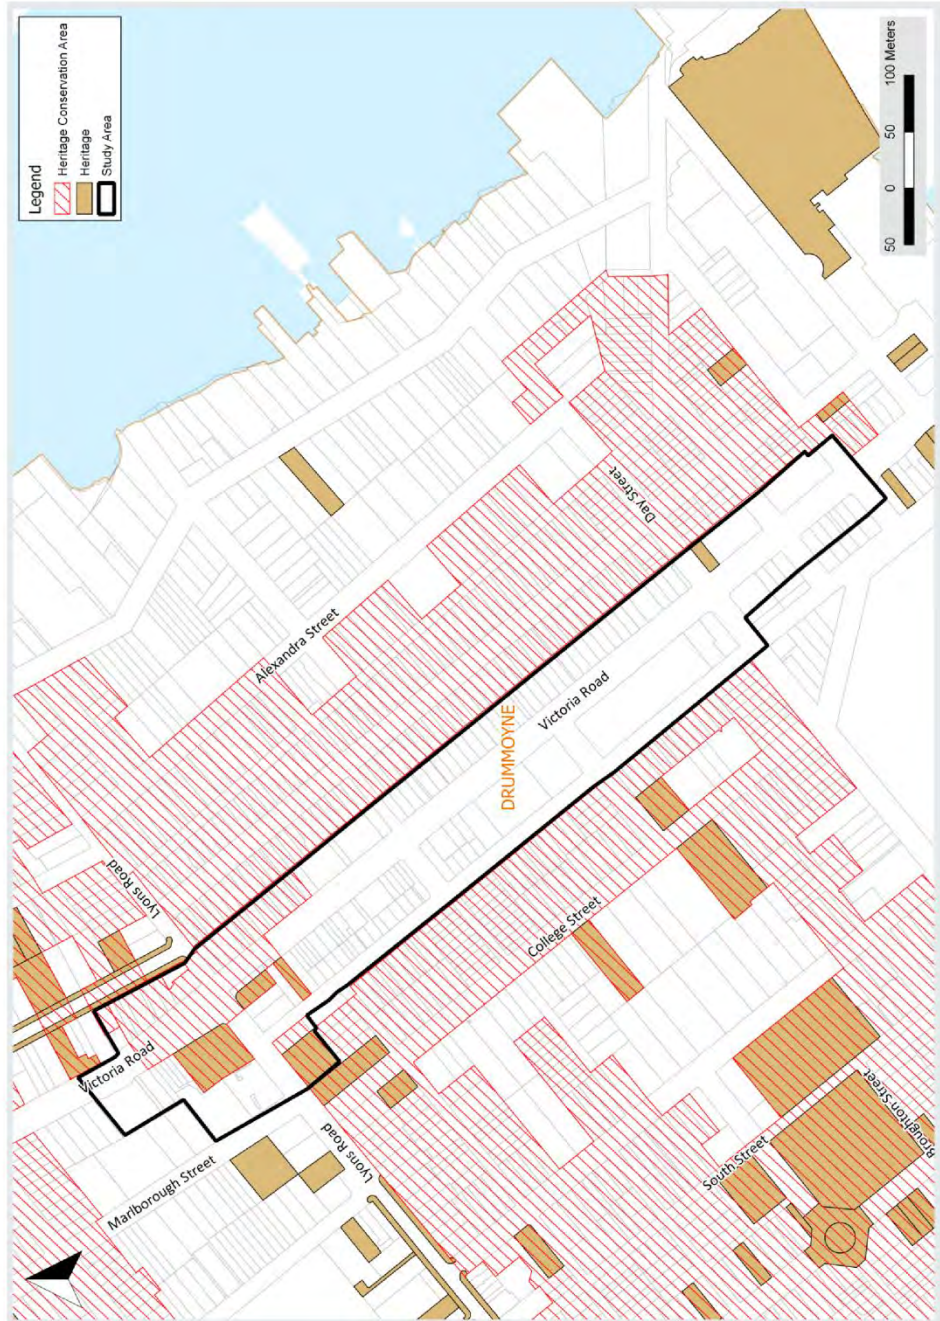 Legend
Heritage Conservation Area
Heritage
Study Area
50 0 50 100 Meters
Lyons Road
Alexandra Street
Day Street
DRUMMOYNE
Victoria Road
Victoria Road
College Street
Marlborough Street
Lyons Road
South Street
Broughton Street